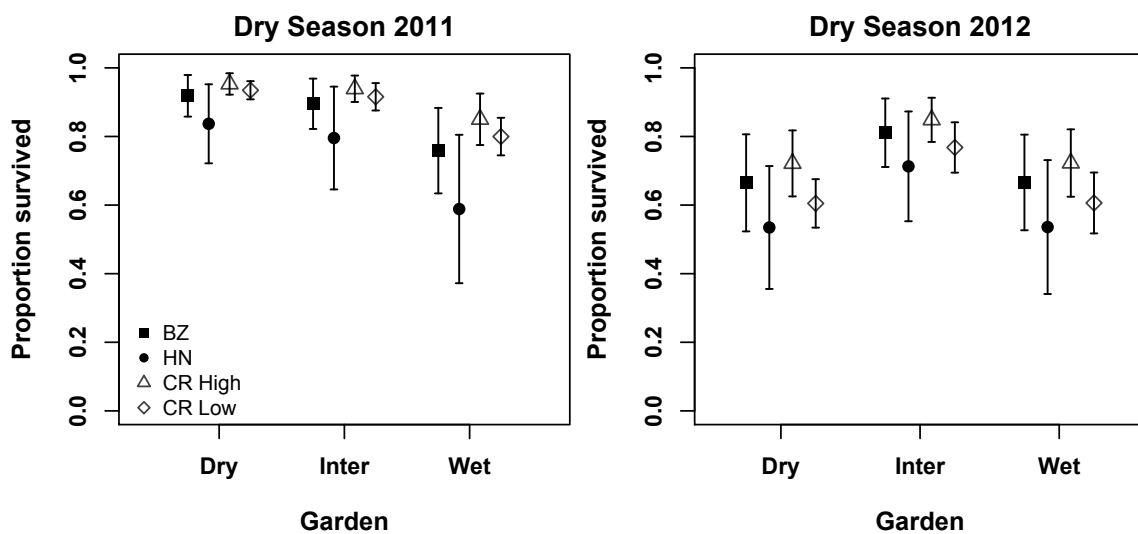 Dry Season 2011
Proportion survived
1.0
0.8
0.6
0.4
0.2
0.0
BZ
HN
CR High
CR Low
Dry Inter Wet
Garden
Dry Season 2012
Proportion survived
1.0
0.8
0.6
0.4
0.2
0.0
Dry Inter Wet
Garden